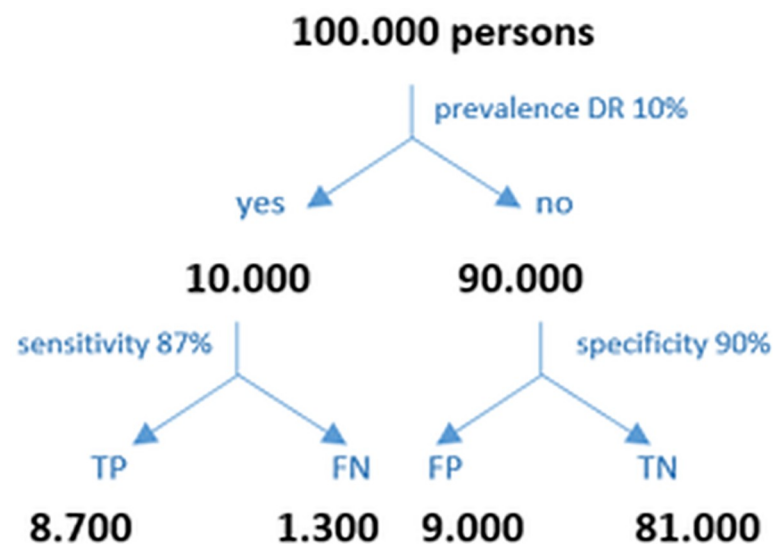 100.000 persons
prevalence DR 10%
yes no
10.000 90.000
sensitivity 87% specificity 90%
TP FN FP TN
8.700 1.300 9.000 81.000